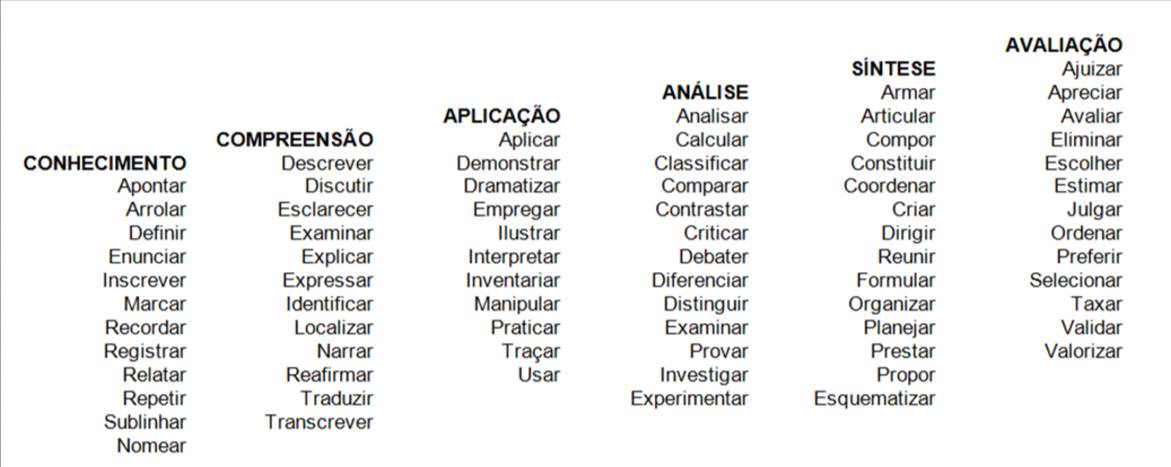 CONHECIMENTO
Apontar
Arrolar
Definir
Enunciar
Inscrever
Marcar
Recordar
Registrar
Relatar
Repetir
Sublinhar
Nomear
COMPREENSÃO
Descrever
Discutir
Esclarecer
Examinar
Explicar
Expressar
Identificar
Localizar
Narrar
Reafirmar
Traduzir
Transcrever
APLICAÇÃO
Aplicar
Demonstrar
Dramatizar
Empregar
Ilustrar
Interpretar
Inventariar
Manipular
Praticar
Traçar
Usar
ANÁLISE
Analisar
Calcular
Classificar
Comparar
Contrastar
Criticar
Debater
Diferenciar
Distinguir
Examinar
Provar
Investigar
Experimentar
SÍNTESE
Armar
Articular
Compor
Constituir
Coordenar
Criar
Dirigir
Reunir
Formular
Organizar
Planejar
Prestar
Propor
Esquematizar
AVALIAÇÃO
Ajuizar
Apreciar
Avaliar
Eliminar
Escolher
Estimar
Julgar
Ordenar
Preferir
Selecionar
Taxar
Validar
Valorizar